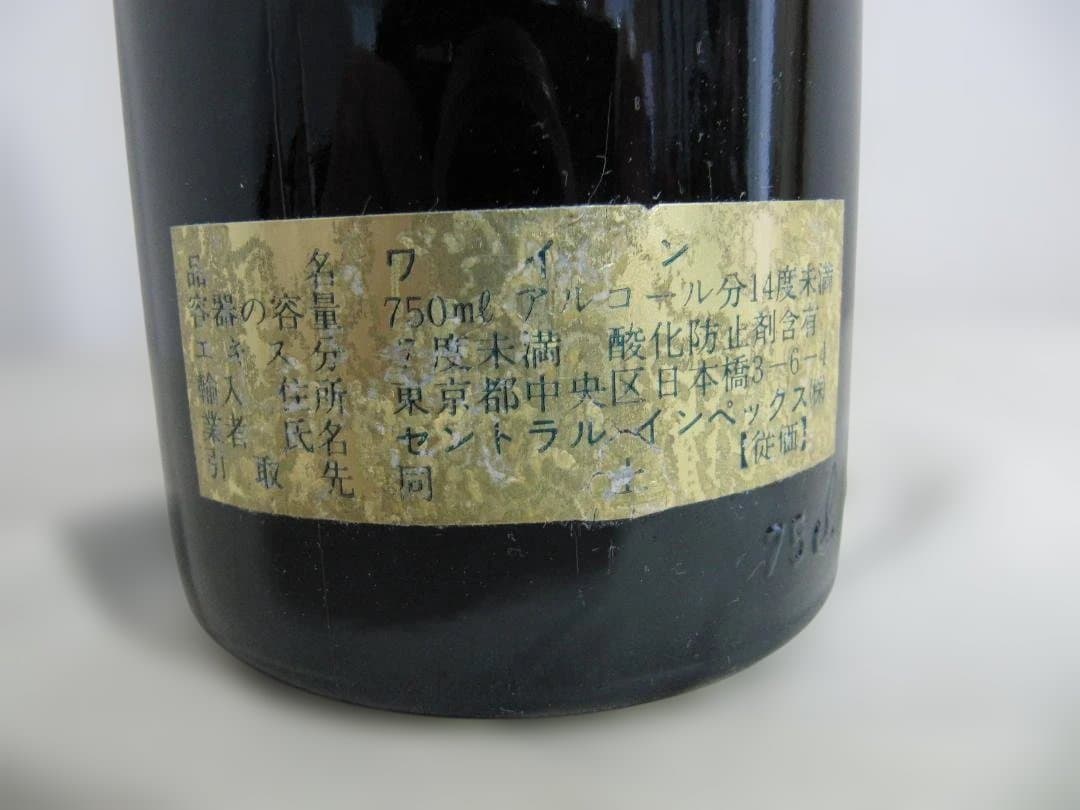 品名 ワイン
容器の容量 750mℓ アルコール分14度未満
エキス分 度未満 酸化防止剤含有
輸入 住所 東京都中央区日本橋3-6-4
業者 氏名 セントラルインペックス㈱
引取先 同 【従価】
75cl